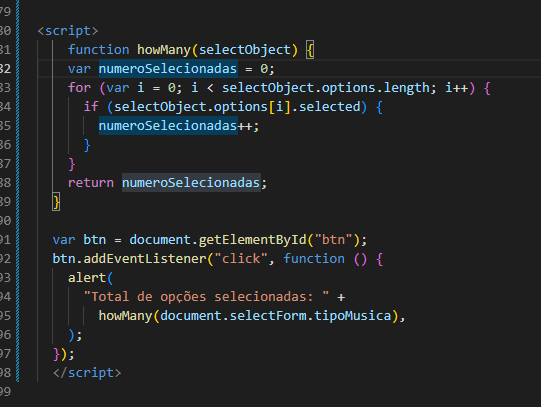 79
80 <script>
81 function howMany(selectObject) {
82 var numeroSelecionadas = 0;
83 for (var i = 0; i < selectObject.options.length; i++) {
84 if (selectObject.options[i].selected) {
85 numeroSelecionadas++;
86 }
87 }
88 return numeroSelecionadas;
89 }
90
91 var btn = document.getElementById("btn");
92 btn.addEventListener("click", function () {
93 alert(
94 "Total de opções selecionadas: " +
95 howMany(document.selectForm.tipoMusica),
96 );
97 });
98 </script>
99